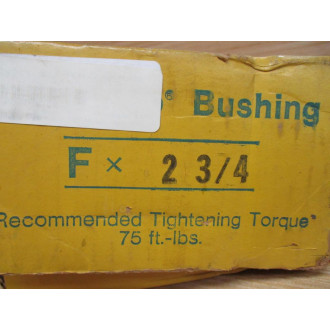 ® Bushing
F x 2 3/4
Recommended Tightening Torque*
75 ft.-lbs.